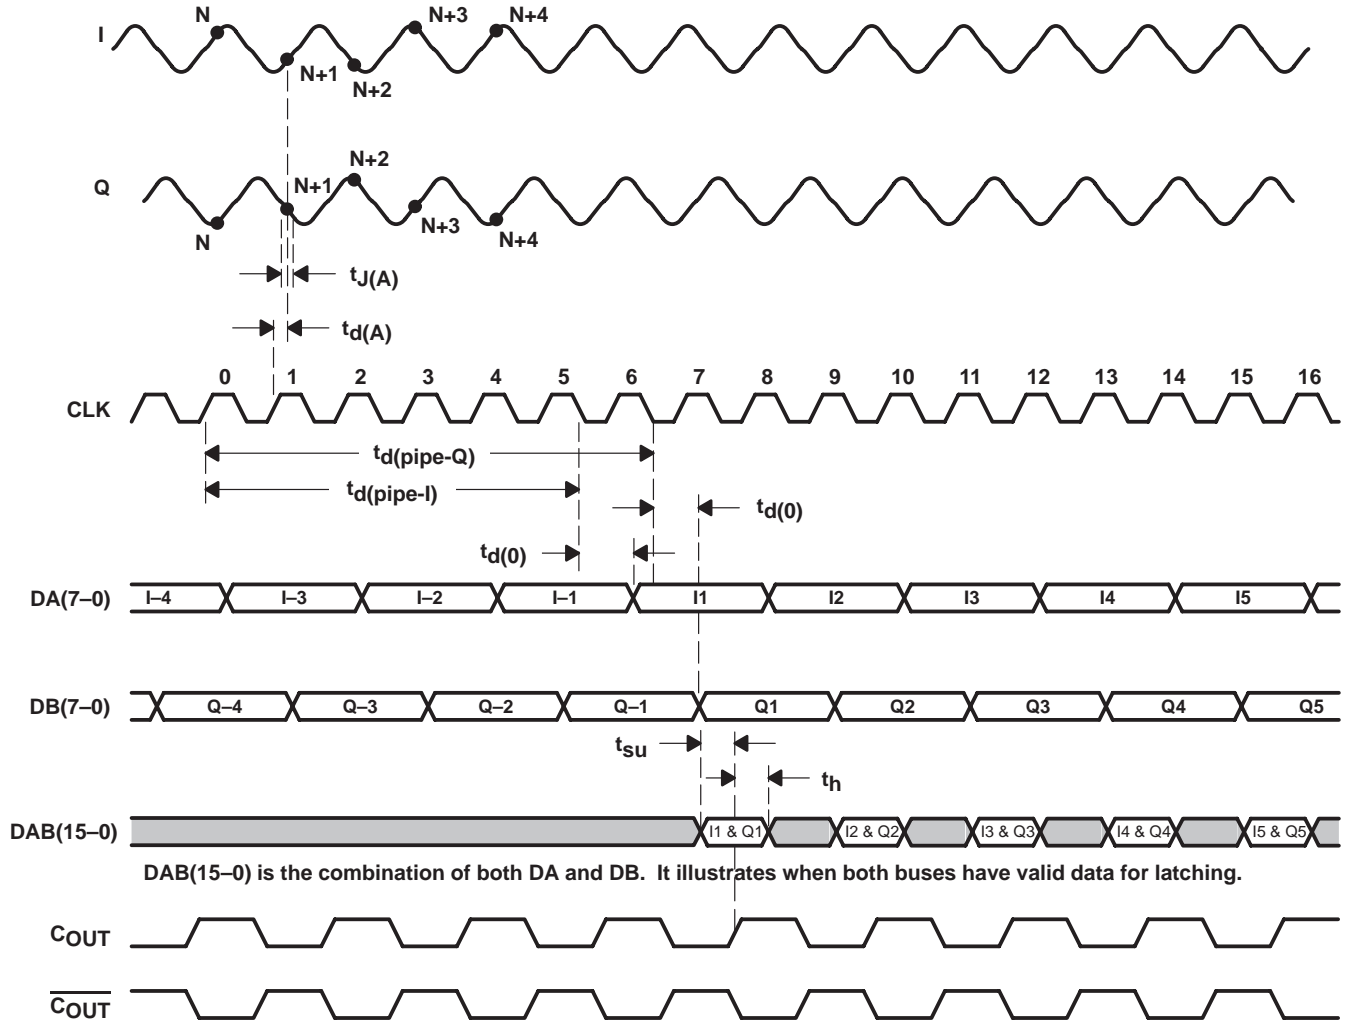 N N+3 N+4
I
N+1
N+2
N+2
Q N+1
N N+3 N+4
tJ(A)
td(A)
0 1 2 3 4 5 6 7 8 9 10 11 12 13 14 15 16
CLK
td(pipe-Q)
td(pipe-I)
td(0)
td(0)
DA(7–0) I–4 I–3 I–2 I–1 I1 I2 I3 I4 I5
DB(7–0) Q–4 Q–3 Q–2 Q–1 Q1 Q2 Q3 Q4 Q5
tsu
th
DAB(15–0) I1 & Q1 I2 & Q2 I3 & Q3 I4 & Q4 I5 & Q5
DAB(15–0) is the combination of both DA and DB. It illustrates when both buses have valid data for latching.
COUT
COUT